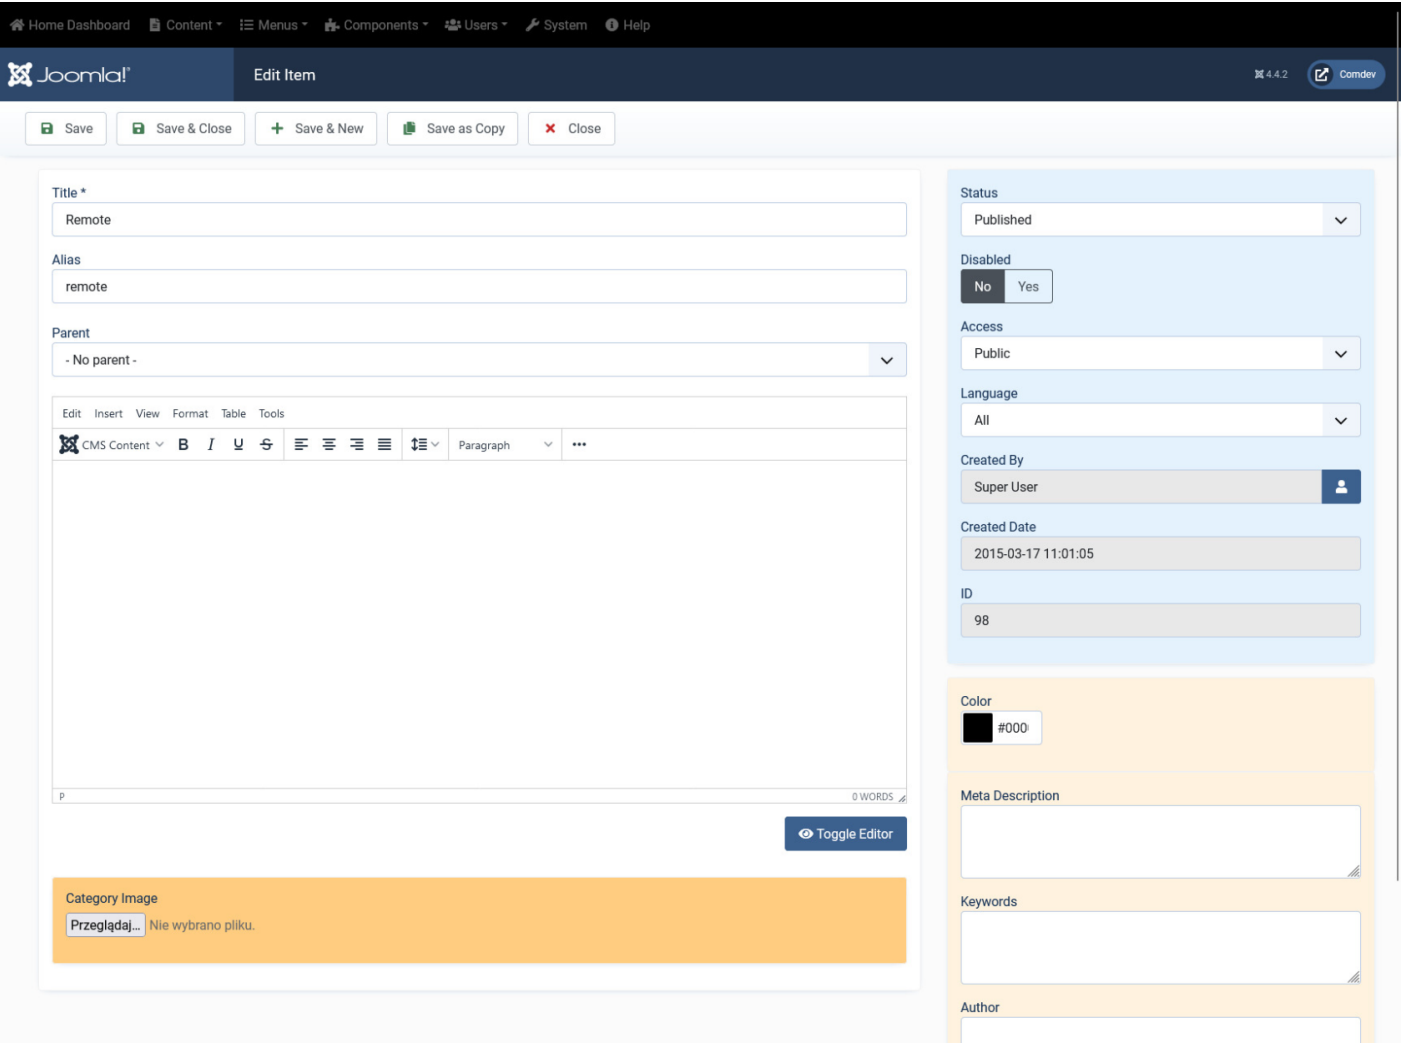 Home Dashboard Content Menus Components Users System Help
Joomla!® Edit Item 4.4.2 Comdev
Save Save & Close Save & New Save as Copy Close
Title *
Remote
Alias
remote
Parent
- No parent -
Edit Insert View Format Table Tools
CMS Content B I U S Paragraph ...
P 0 WORDS
Toggle Editor
Category Image
Przeglądaj... Nie wybrano pliku.
Status
Published
Disabled
No Yes
Access
Public
Language
All
Created By
Super User
Created Date
2015-03-17 11:01:05
ID
98
Color
#000
Meta Description
Keywords
Author